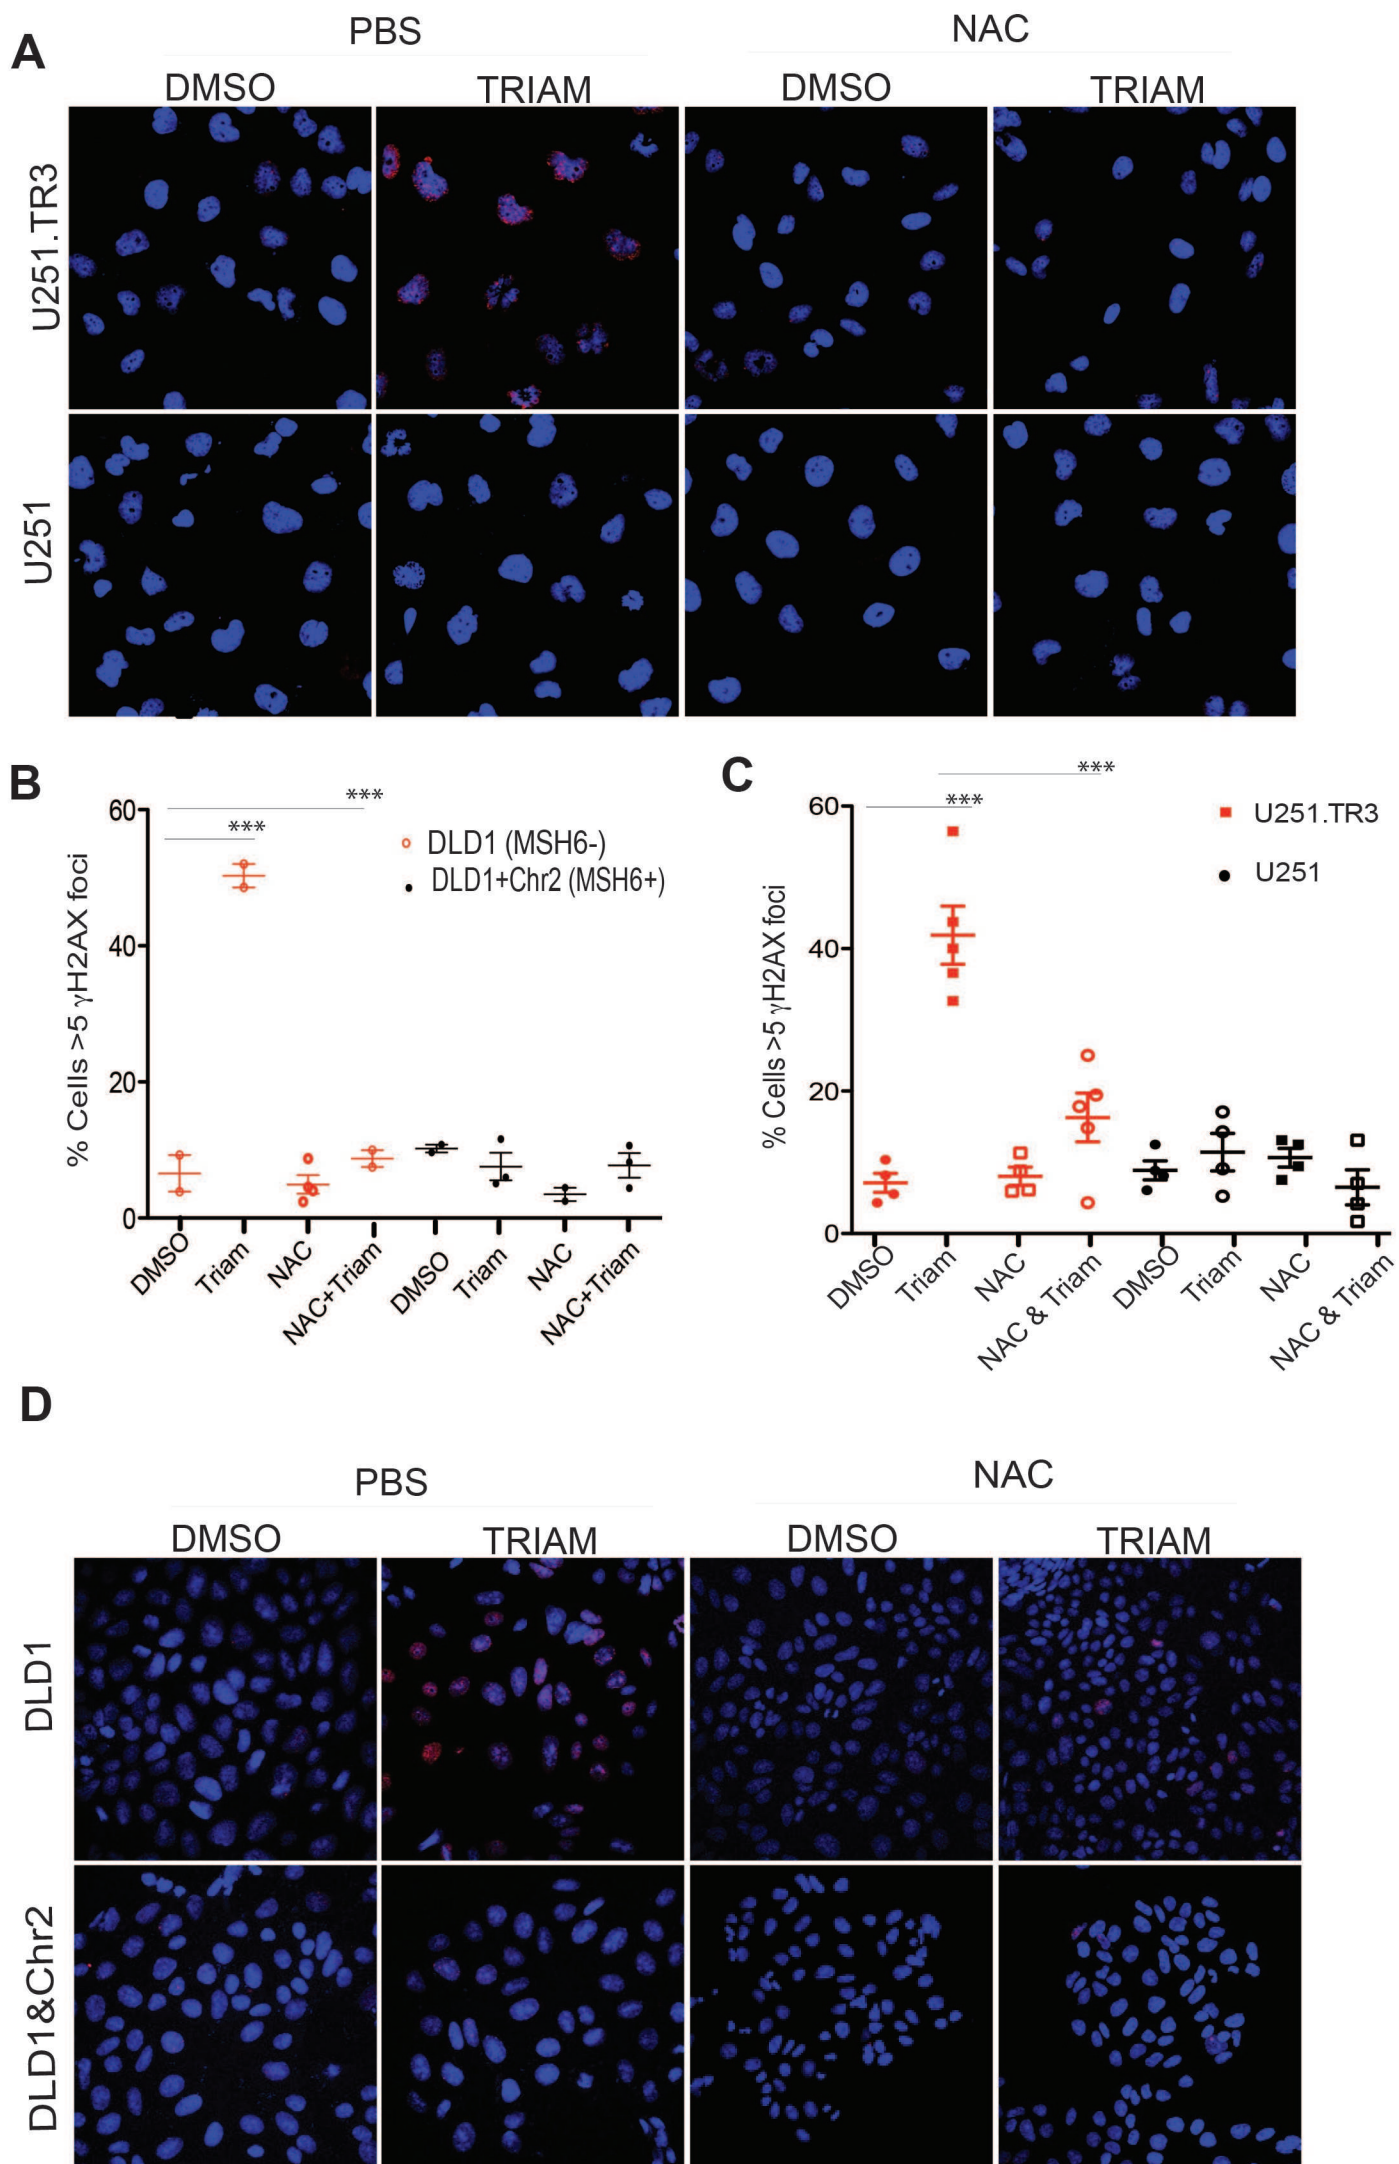 A
PBS
NAC
DMSO
TRIAM
DMSO
TRIAM
U251.TR3
U251
B
***
***
60
40
20
0
% Cells >5 γH2AX foci
DLD1 (MSH6-)
DLD1+Chr2 (MSH6+)
DMSO
Triam
NAC
NAC+Triam
DMSO
Triam
NAC
NAC+Triam
C
***
***
60
40
20
0
% Cells >5 γH2AX foci
U251.TR3
U251
DMSO
Triam
NAC
NAC & Triam
DMSO
Triam
NAC
NAC & Triam
D
PBS
NAC
DMSO
TRIAM
DMSO
TRIAM
DLD1
DLD1&Chr2